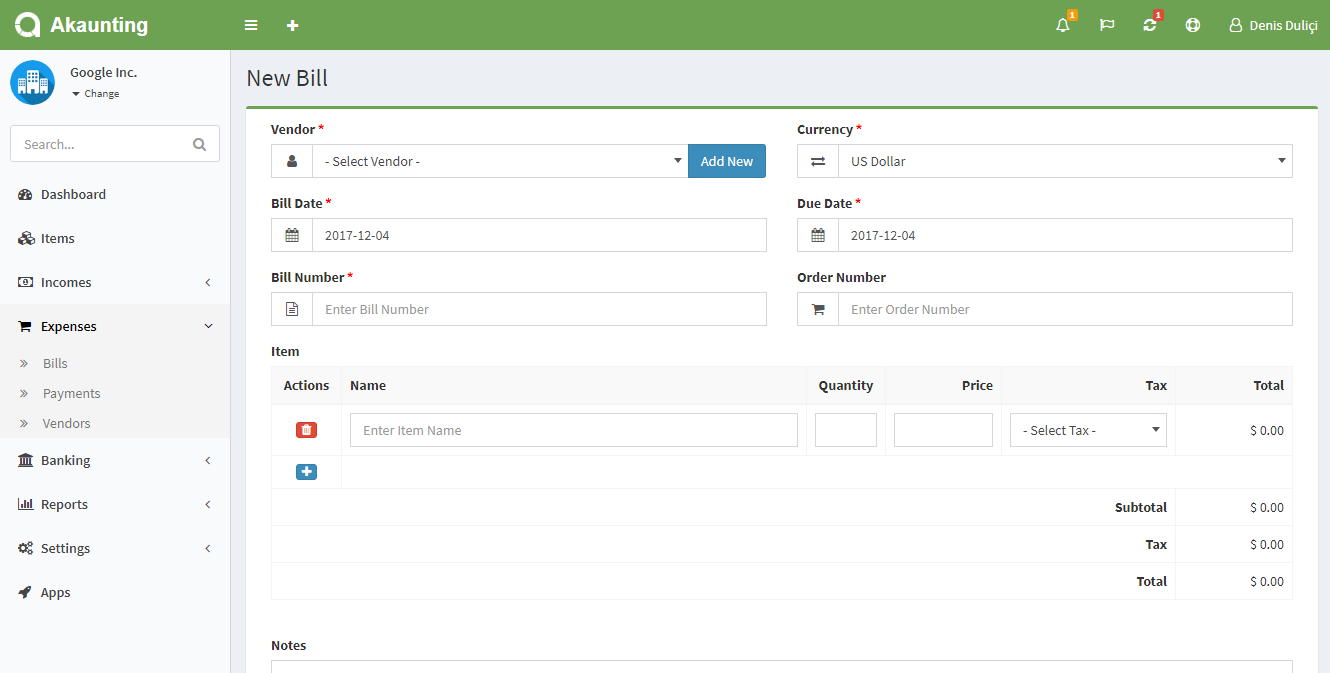 Akaunting
1
1
Denis Duliçi
Google Inc.
Change
Search...
Dashboard
Items
Incomes
Expenses
Bills
Payments
Vendors
Banking
Reports
Settings
Apps
New Bill
Vendor * Currency *
- Select Vendor - Add New US Dollar
Bill Date * Due Date *
2017-12-04 2017-12-04
Bill Number * Order Number
Enter Bill Number Enter Order Number
Item
Actions Name Quantity Price Tax Total
Enter Item Name - Select Tax - $ 0.00
Subtotal $ 0.00
Tax $ 0.00
Total $ 0.00
Notes